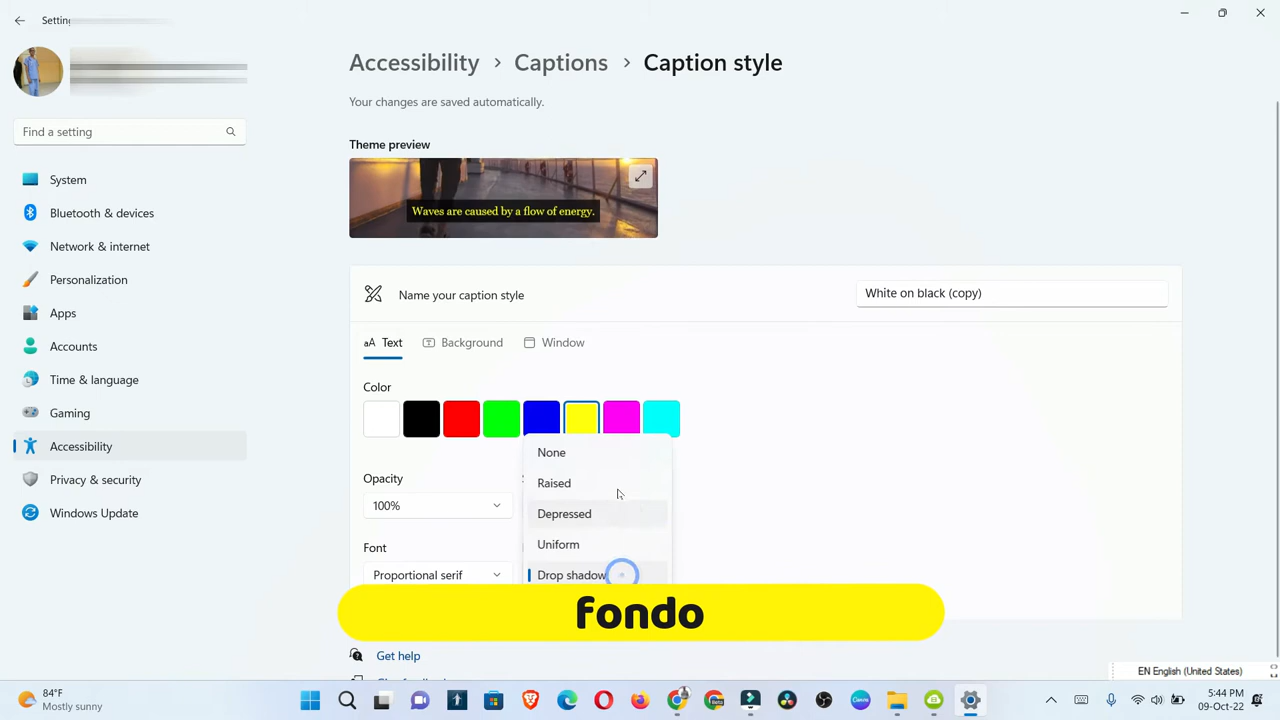 Setting
Accessibility > Captions > Caption style
Your changes are saved automatically.
Find a setting
Theme preview
Waves are caused by a flow of energy.
System
Bluetooth & devices
Network & internet
Personalization
Apps
Accounts
Time & language
Gaming
Accessibility
Privacy & security
Windows Update
Name your caption style
White on black (copy)
Text
Background
Window
Color
Opacity
100%
Font
Proportional serif
None
Raised
Depressed
Uniform
Drop shadow
fondo
Get help
EN English (United States)
84°F
Mostly sunny
5:44 PM
09-Oct-22